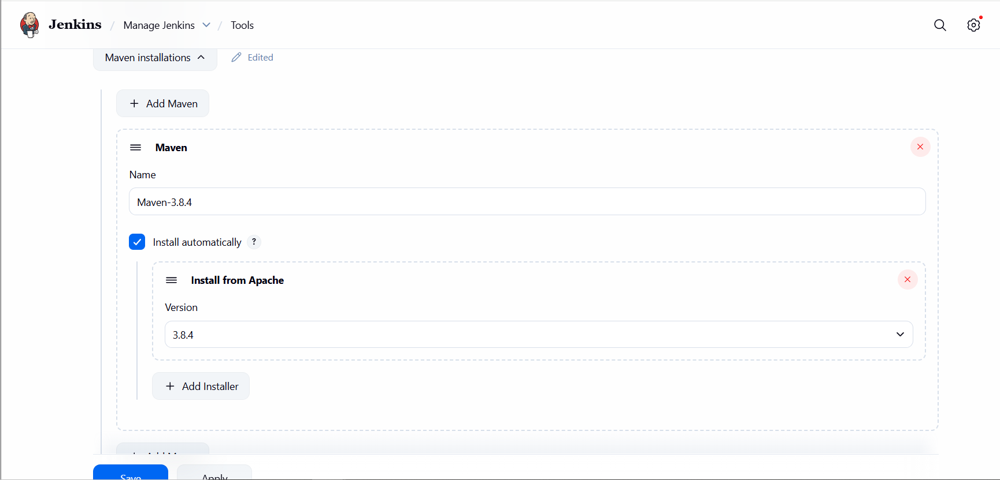 Jenkins / Manage Jenkins / Tools
Maven installations Edited
+ Add Maven
Maven
Name
Maven-3.8.4
Install automatically ?
Install from Apache
Version
3.8.4
+ Add Installer
Save Apply